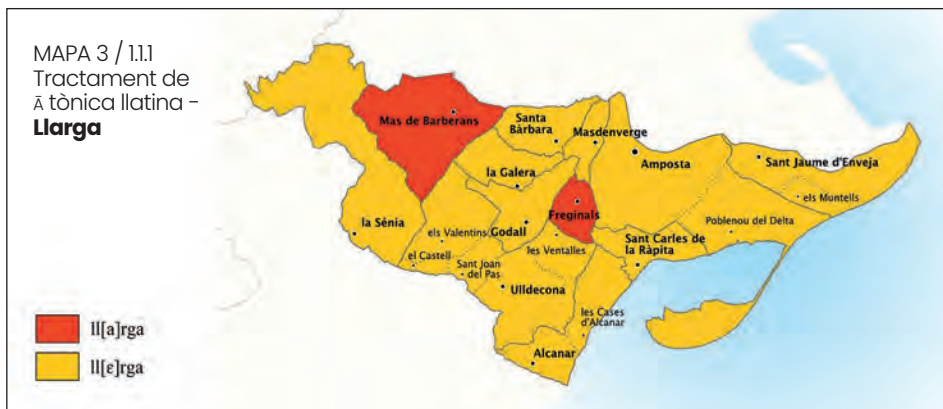 MAPA 3 / 1.1.1
Tractament de
Ā tònica llatina -
Llarga
Mas de Barberans
Santa
Bàrbara
Masdenverge
Amposta
Sant Jaume d'Enveja
els Muntells
la Galera
Freginals
Poblenou del Delta
la Sénia
els Valentins
Godall
les Ventalles
Sant Carles de
la Ràpita
el Castell
Sant Joan
del Pas
Ulldecona
les Cases
d'Alcanar
Alcanar
ll[a]rga
ll[e]rga